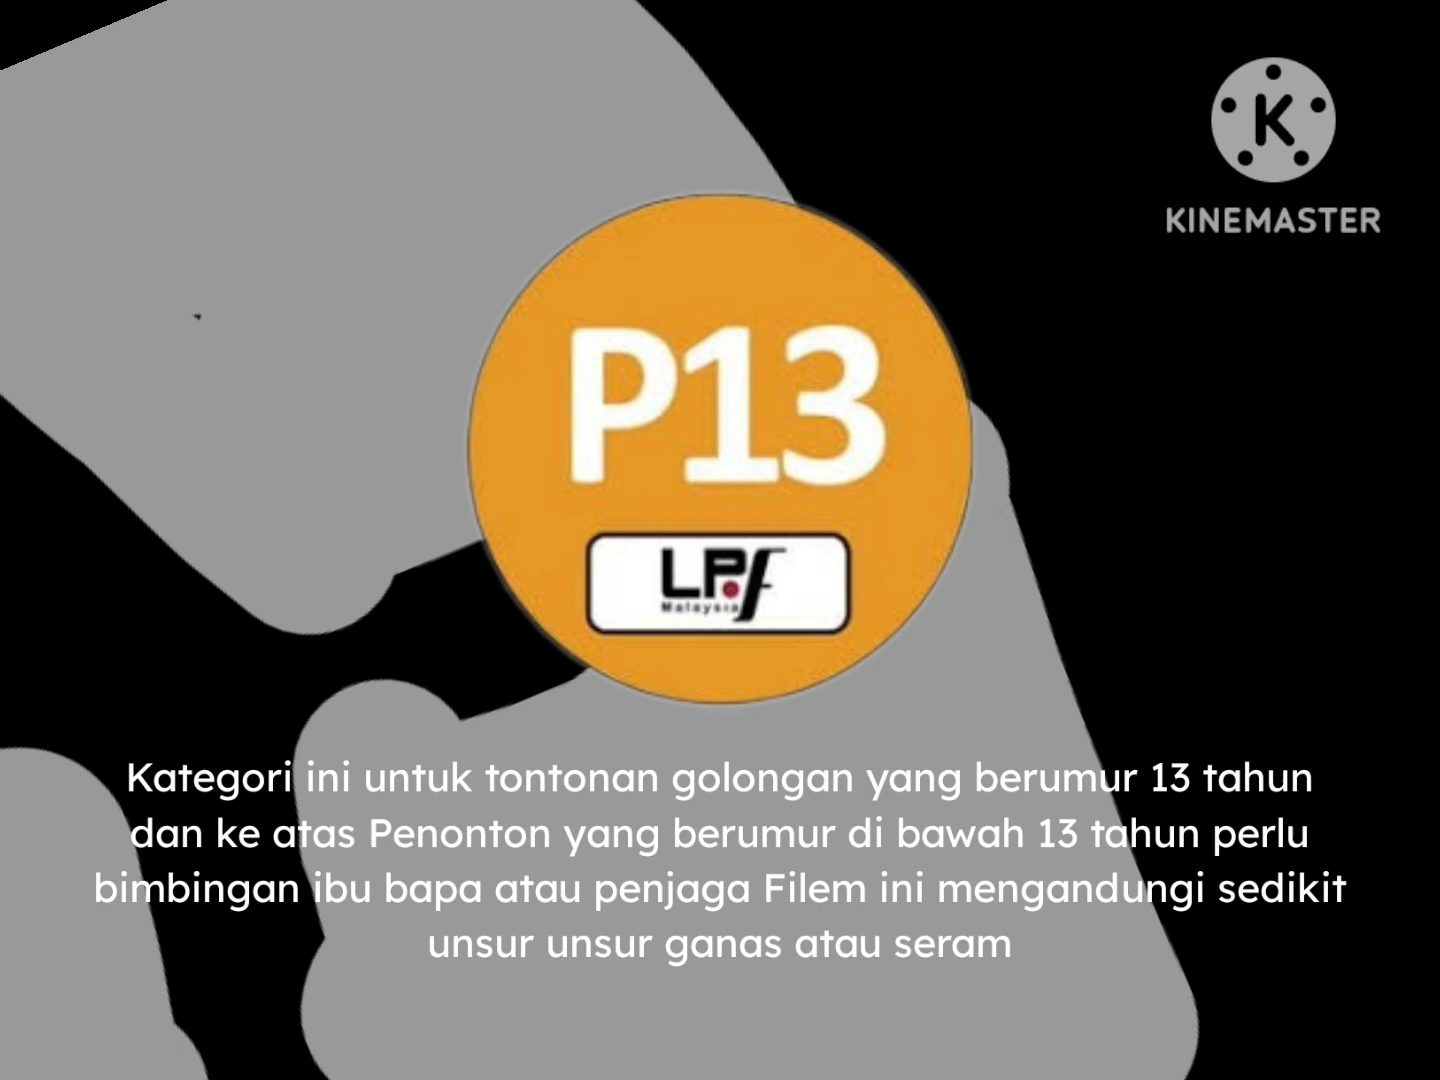 KINEMASTER
P13
LPF
Malaysia
Kategori ini untuk tontonan golongan yang berumur 13 tahun
dan ke atas Penonton yang berumur di bawah 13 tahun perlu
bimbingan ibu bapa atau penjaga Filem ini mengandungi sedikit
unsur unsur ganas atau seram